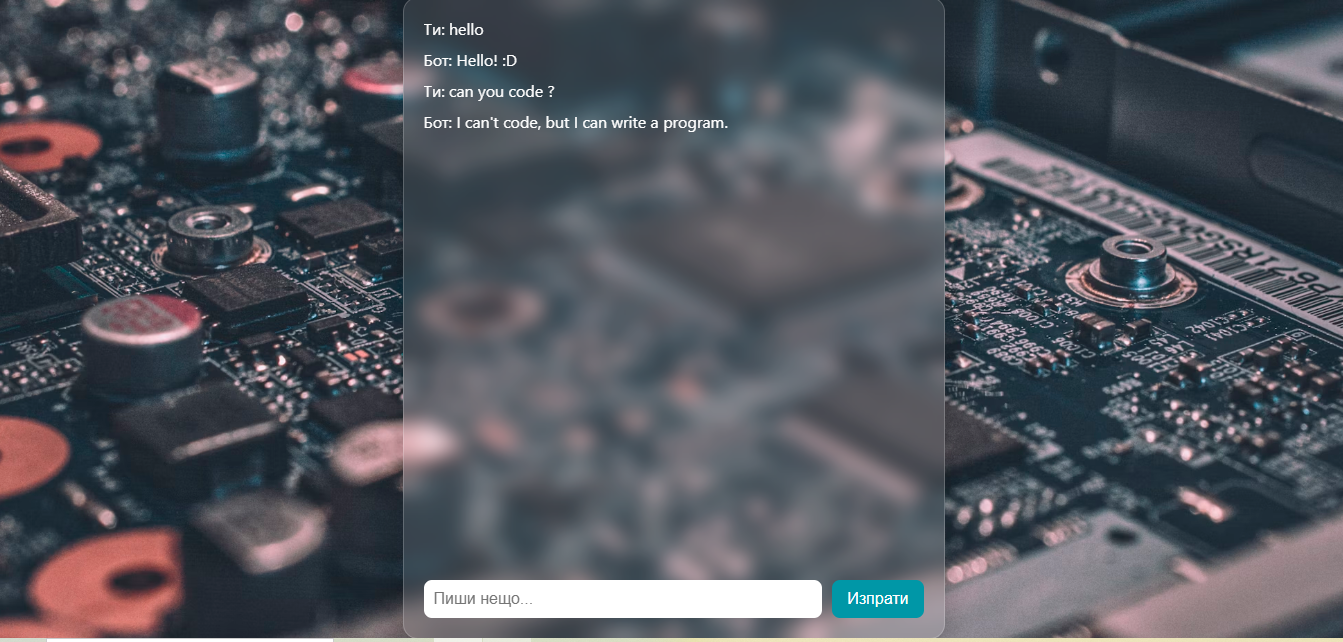 Ти: hello
Бот: Hello! :D
Ти: can you code ?
Бот: I can't code, but I can write a program.
Пиши нещо...
Изпрати